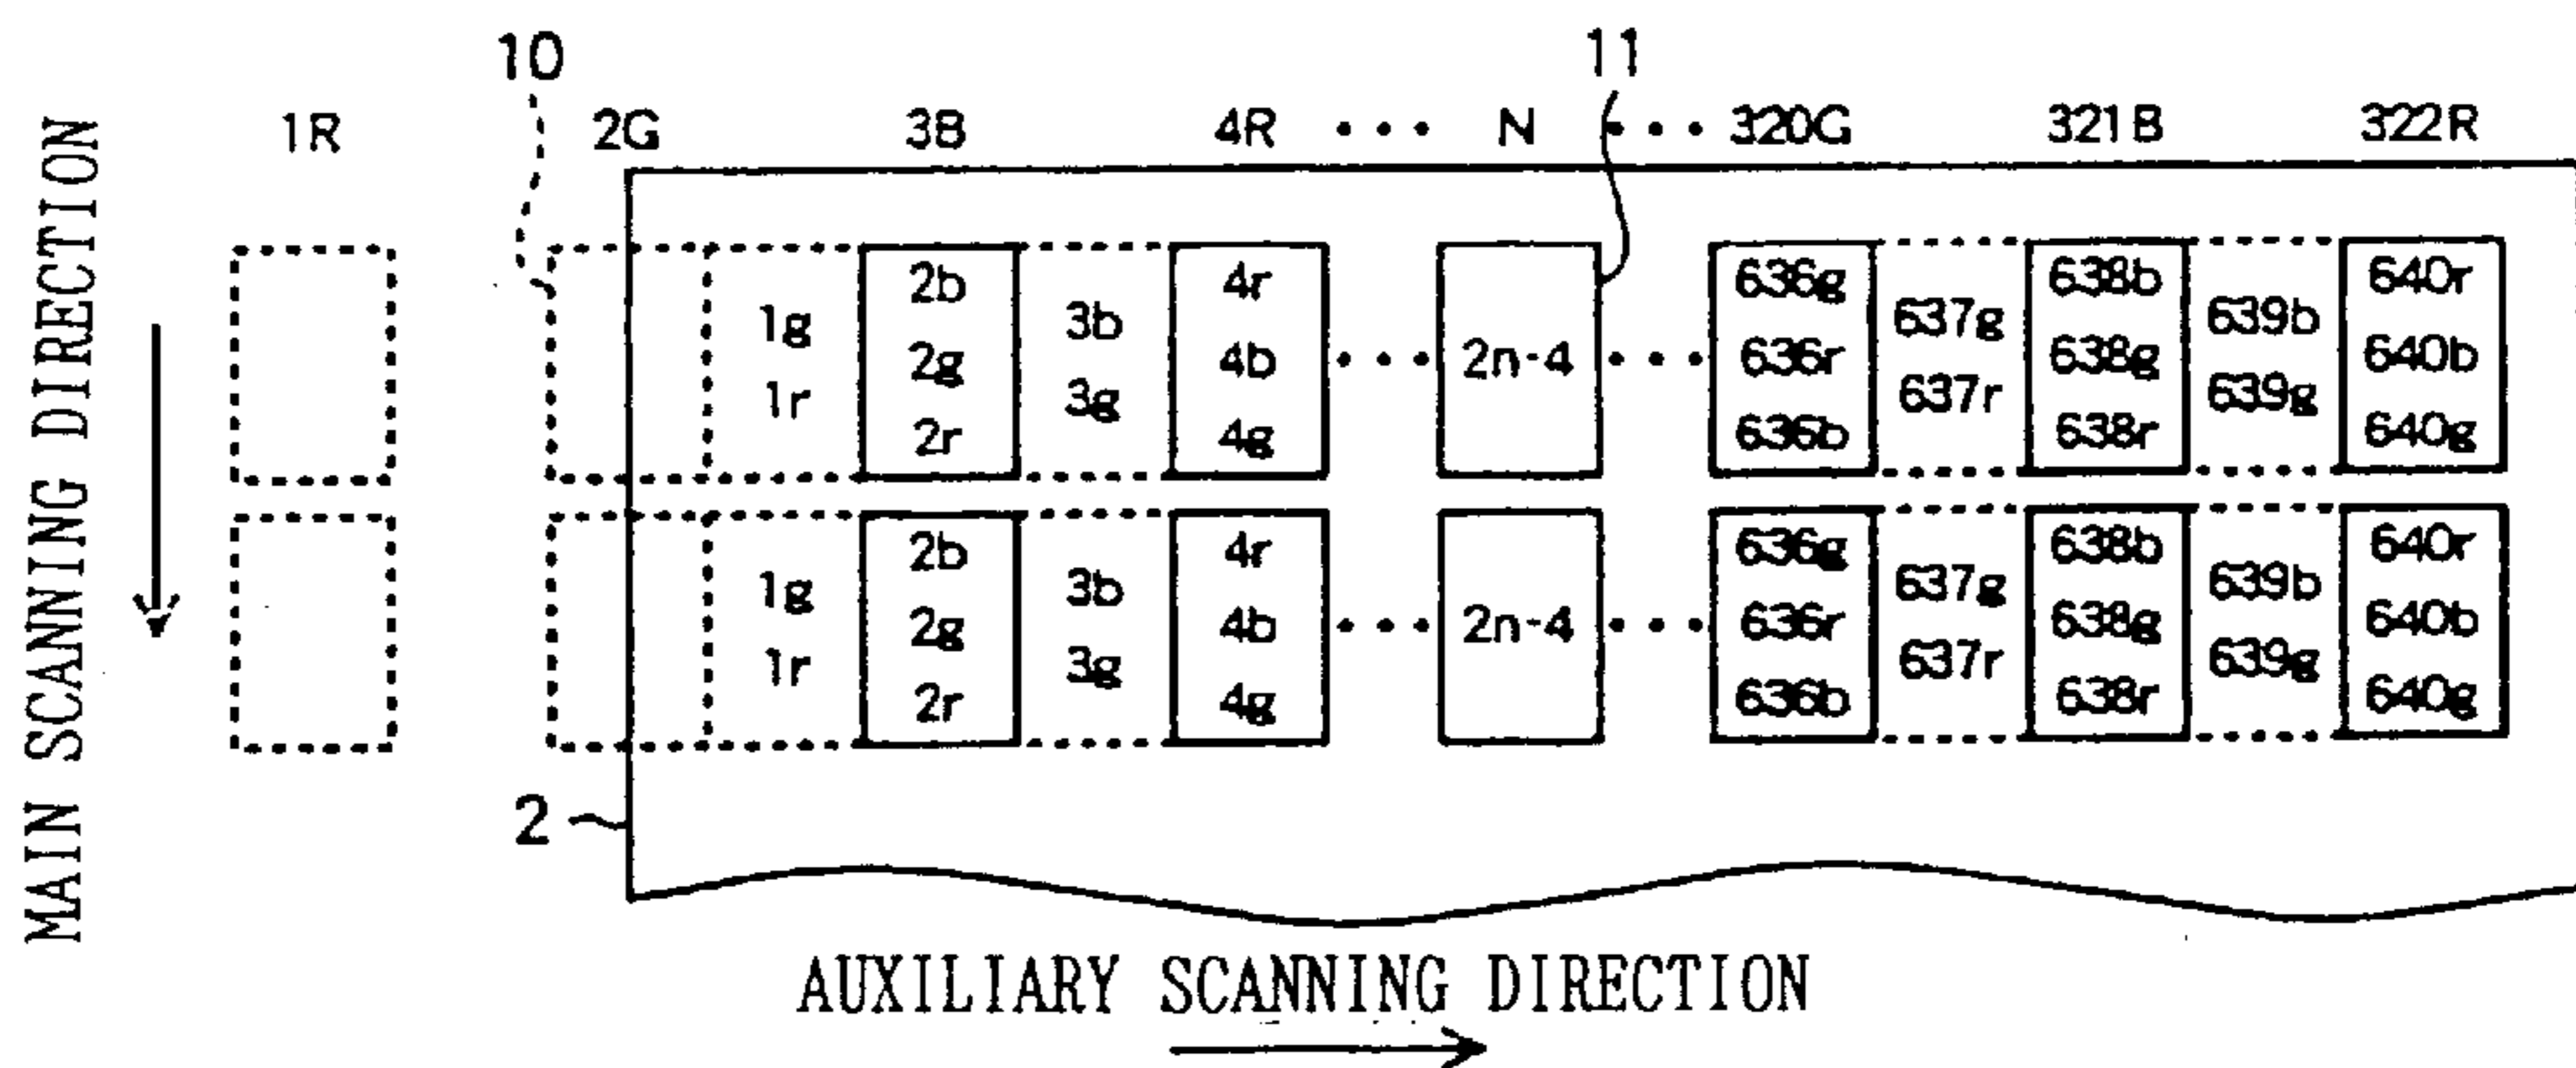 10 11
1R 2G 3B 4R ··· N ··· 320G 321B 322R
MAIN SCANNING DIRECTION
2b 4r 636g 638b 640r
1g 3b 637g 639b
2g 4b ··· 2n-4 ··· 636r 638g 640b
1r 3g 637r 639g
2r 4g 636b 638r 640g
2b 4r 636g 638b 640r
1g 3b 637g 639b
2g 4b ··· 2n-4 ··· 636r 638g 640b
1r 3g 637r 639g
2r 4g 636b 638r 640g
2
AUXILIARY SCANNING DIRECTION